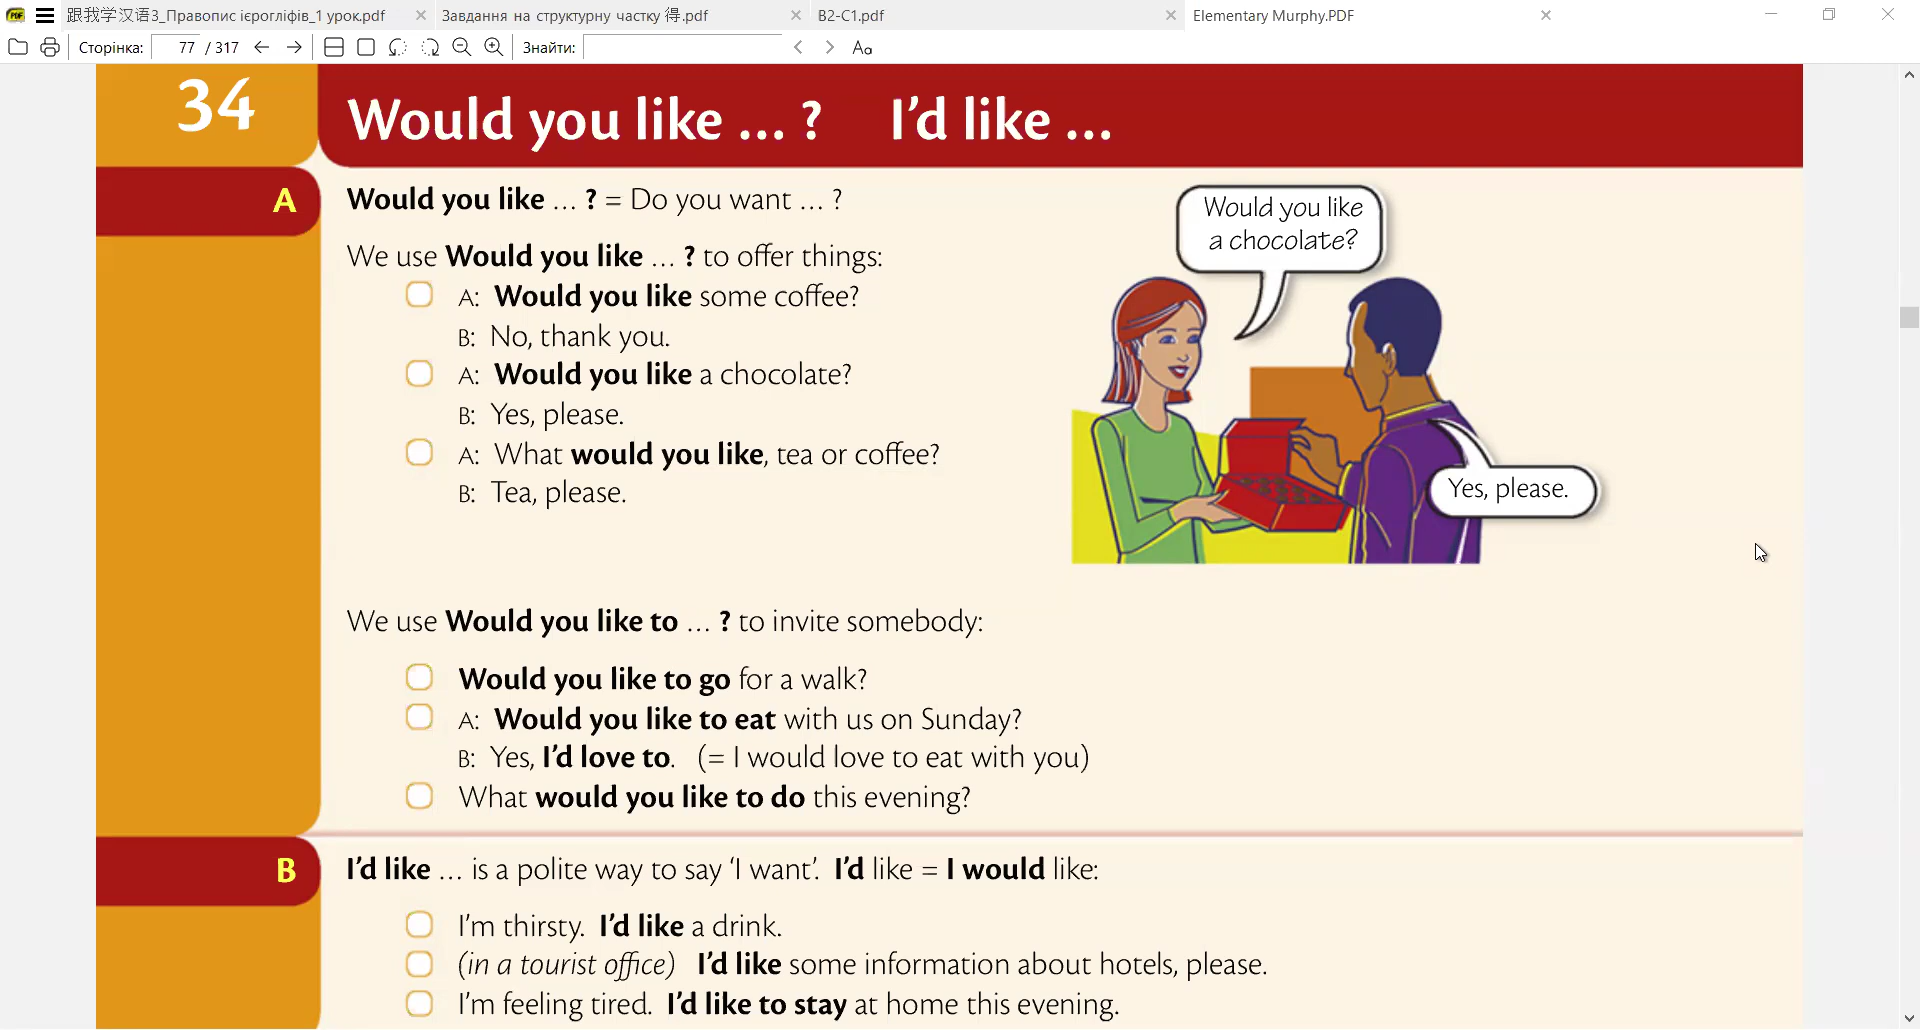 跟我学汉语3_Правопис ієрогліфів_1 урок.pdf
Завдання на структурну частку 得.pdf
B2-C1.pdf
Elementary Murphy.PDF
Сторінка: 77 / 317 Знайти: Aa
34
Would you like … ? I’d like …
A
Would you like … ? = Do you want … ?
We use Would you like … ? to offer things:
A: Would you like some coffee?
B: No, thank you.
A: Would you like a chocolate?
B: Yes, please.
A: What would you like, tea or coffee?
B: Tea, please.
Would you like
a chocolate?
Yes, please.
We use Would you like to … ? to invite somebody:
Would you like to go for a walk?
A: Would you like to eat with us on Sunday?
B: Yes, I’d love to. (= I would love to eat with you)
What would you like to do this evening?
B
I’d like … is a polite way to say ‘I want’. I’d like = I would like:
I’m thirsty. I’d like a drink.
(in a tourist office) I’d like some information about hotels, please.
I’m feeling tired. I’d like to stay at home this evening.